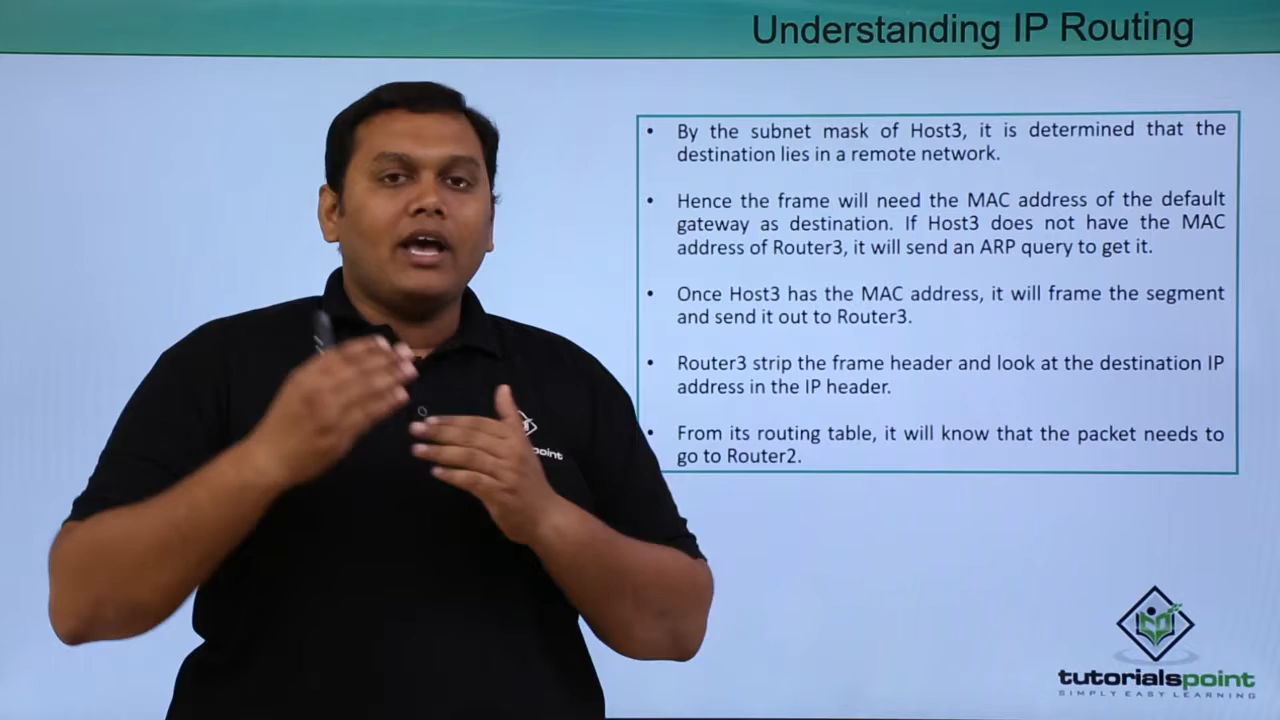 Understanding IP Routing
• By the subnet mask of Host3, it is determined that the
destination lies in a remote network.
• Hence the frame will need the MAC address of the default
gateway as destination. If Host3 does not have the MAC
address of Router3, it will send an ARP query to get it.
• Once Host3 has the MAC address, it will frame the segment
and send it out to Router3.
• Router3 strip the frame header and look at the destination IP
address in the IP header.
• From its routing table, it will know that the packet needs to
go to Router2.
point
tutorialspoint
SIMPLY EASY LEARNING